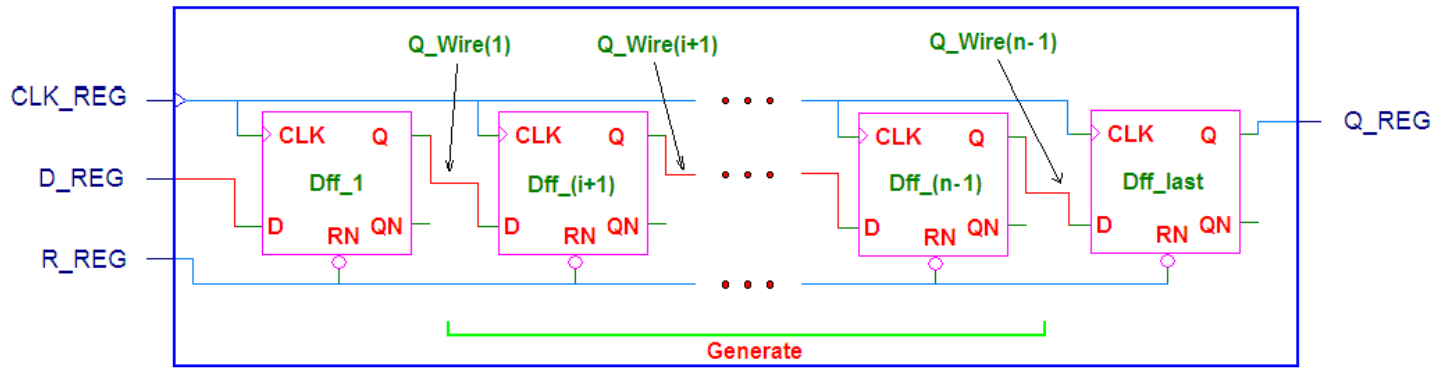 Q_Wire(1)
Q_Wire(i+1)
Q_Wire(n-1)
CLK_REG
D_REG
R_REG
Q_REG
CLK Q
Dff_1
D RN QN
CLK Q
Dff_(i+1)
D RN QN
CLK Q
Dff_(n-1)
D RN QN
CLK Q
Dff_last
D RN QN
Generate